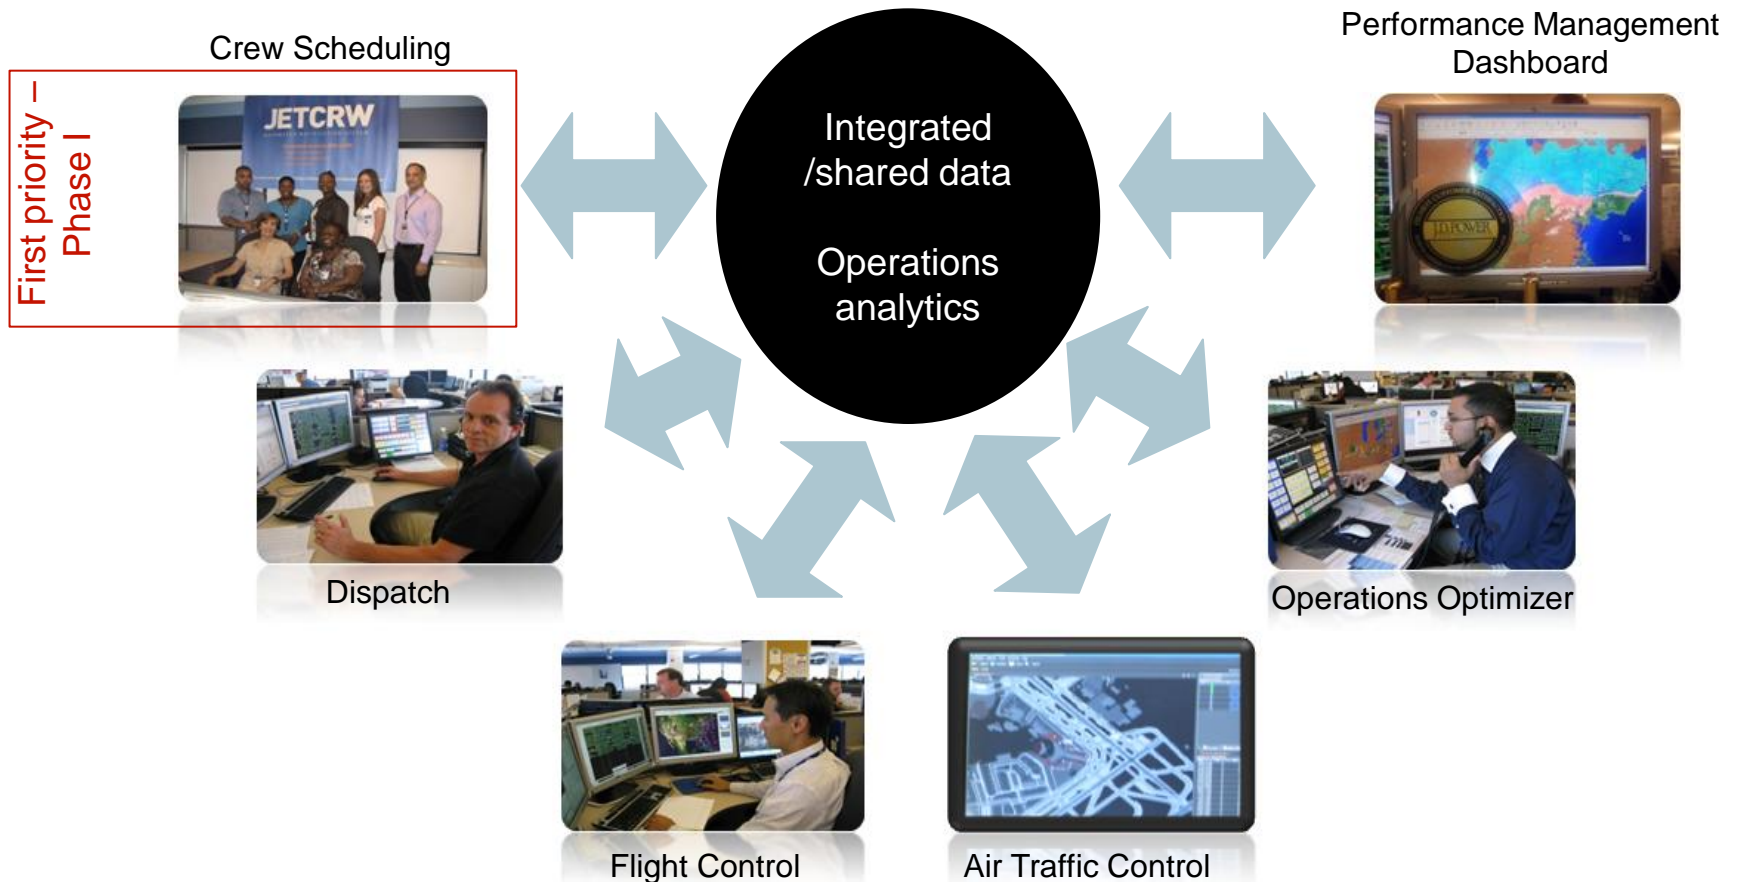 Crew Scheduling
First priority –
Phase I
JETCRW
Integrated
/shared data
Operations
analytics
Performance Management
Dashboard
J.D.POWER
Dispatch
Operations Optimizer
Flight Control
Air Traffic Control